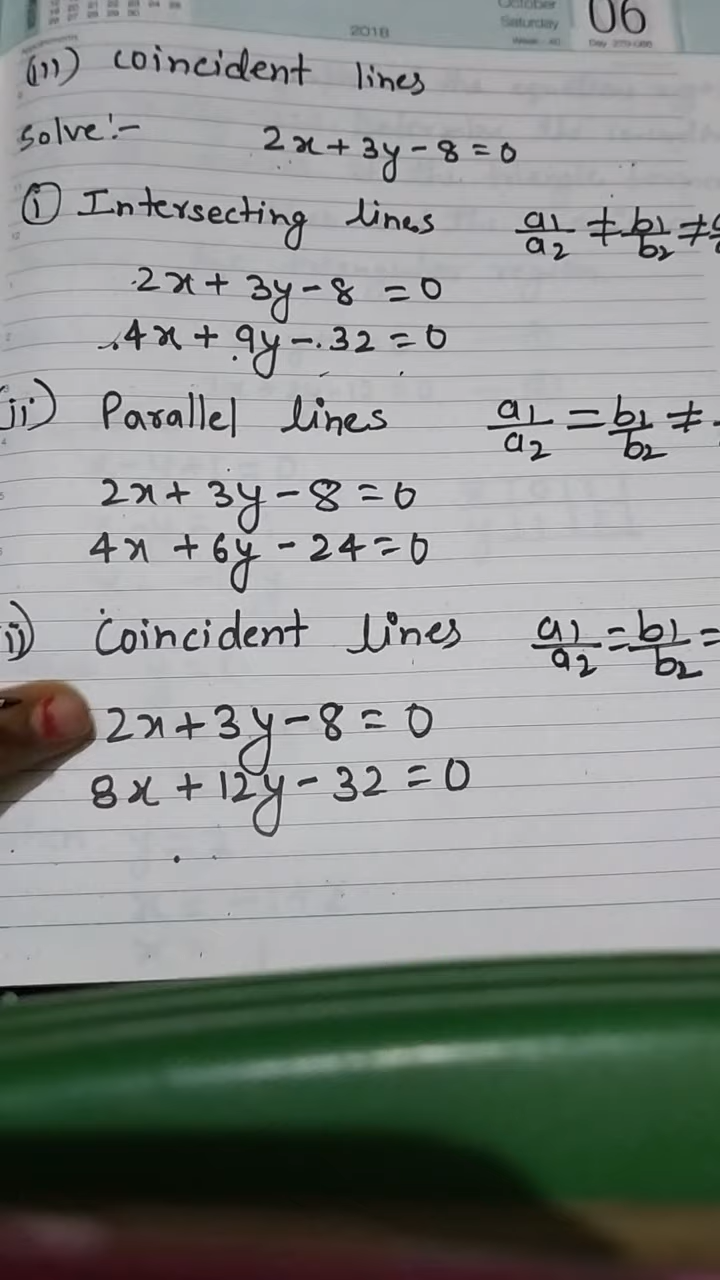 October
2018 Saturday 06
(iii) coincident lines
solve:- 2x+3y-8=0
(i) Intersecting lines a1/a2 ≠ b1/b2 ≠
2x+3y-8=0
4x+9y-32=0
ii) Parallel lines a1/a2 = b1/b2 ≠
2x+3y-8=0
4x+6y-24=0
ii) Coincident lines a1/a2 = b1/b2 =
2x+3y-8=0
8x+12y-32=0